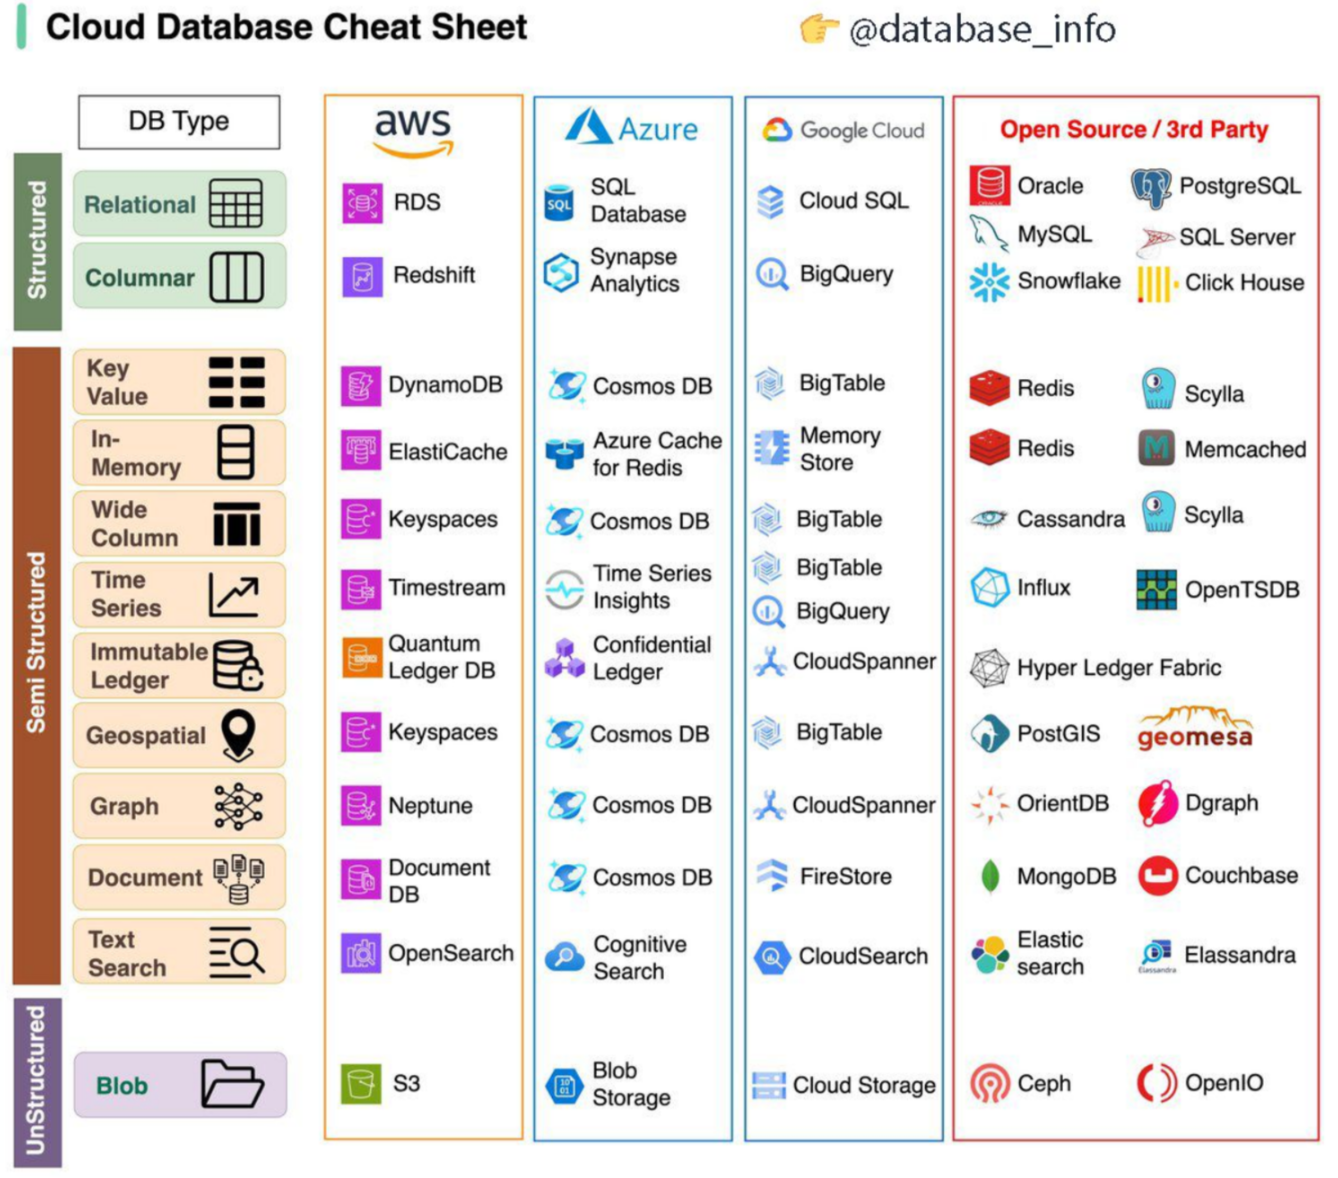 Cloud Database Cheat Sheet
@database_info
DB Type
aws
Azure
Google Cloud
Open Source / 3rd Party
Structured
Relational
RDS
SQL
SQL
Database
Cloud SQL
ORACLE
Oracle
PostgreSQL
MySQL
SQL Server
Columnar
Redshift
Synapse
Analytics
BigQuery
Snowflake
Click House
Semi Structured
Key
Value
DynamoDB
Cosmos DB
BigTable
Redis
Scylla
In-
Memory
ElastiCache
Azure Cache
for Redis
Memory
Store
Redis
M
Memcached
Wide
Column
Keyspaces
Cosmos DB
BigTable
Cassandra
Scylla
Time
Series
Timestream
Time Series
Insights
BigTable
BigQuery
Influx
OpenTSDB
Immutable
Ledger
Quantum
Ledger DB
Confidential
Ledger
CloudSpanner
Hyper Ledger Fabric
Geospatial
Keyspaces
Cosmos DB
BigTable
PostGIS
geomesa
Graph
Neptune
Cosmos DB
CloudSpanner
OrientDB
Dgraph
Document
Document
DB
Cosmos DB
FireStore
MongoDB
Couchbase
Text
Search
OpenSearch
Cognitive
Search
CloudSearch
Elastic
search
Elassandra
Elassandra
UnStructured
Blob
S3
10
01
Blob
Storage
Cloud Storage
Ceph
OpenIO